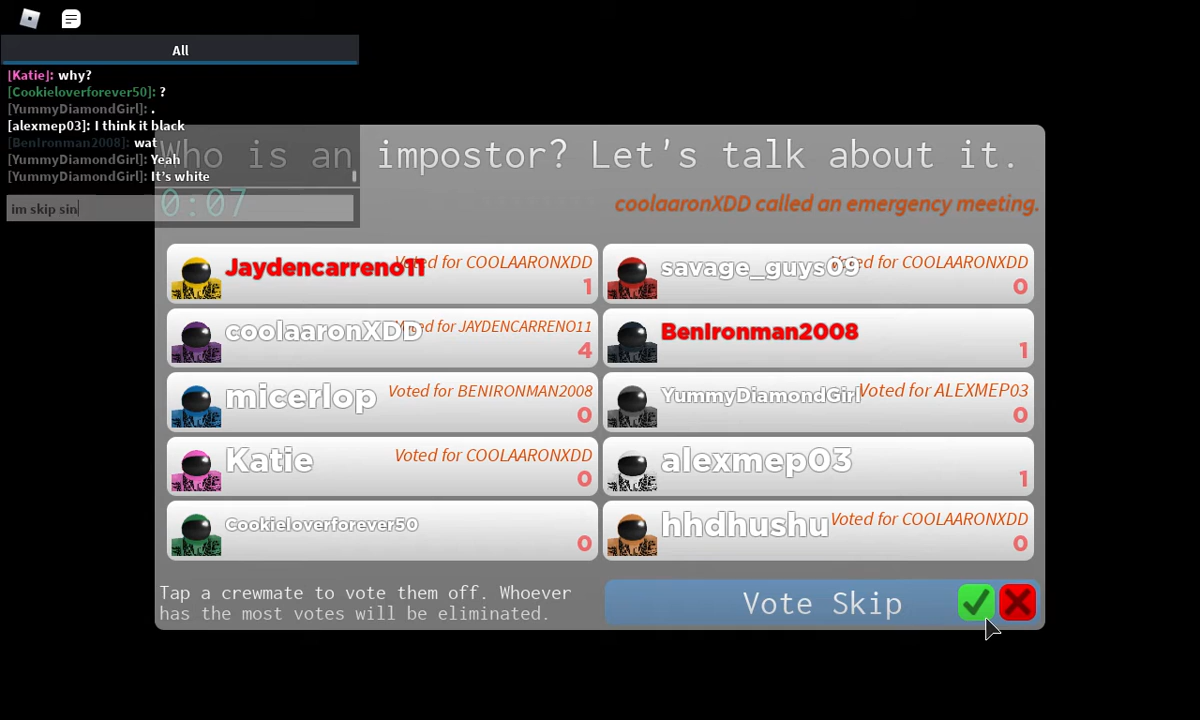 All
[Katie]: why?
[Cookieloverforever50]: ?
[YummyDiamondGirl]: .
[alexmep03]: I think it black
[BenIronman2008]: wat
[YummyDiamondGirl]: Yeah
[YummyDiamondGirl]: It's white
im skip sin
Who is an impostor? Let's talk about it.
0:07
coolaaronXDD called an emergency meeting.
Jaydencarreno11 Voted for COOLAARONXDD
1
savage_guys09 Voted for COOLAARONXDD
0
coolaaronXDD Voted for JAYDENCARRENO11
4
BenIronman2008
1
micerlop Voted for BENIRONMAN2008
0
YummyDiamondGirl Voted for ALEXMEP03
0
Katie Voted for COOLAARONXDD
0
alexmep03
1
Cookieloverforever50
0
hhdhushu Voted for COOLAARONXDD
0
Tap a crewmate to vote them off. Whoever
has the most votes will be eliminated.
Vote Skip